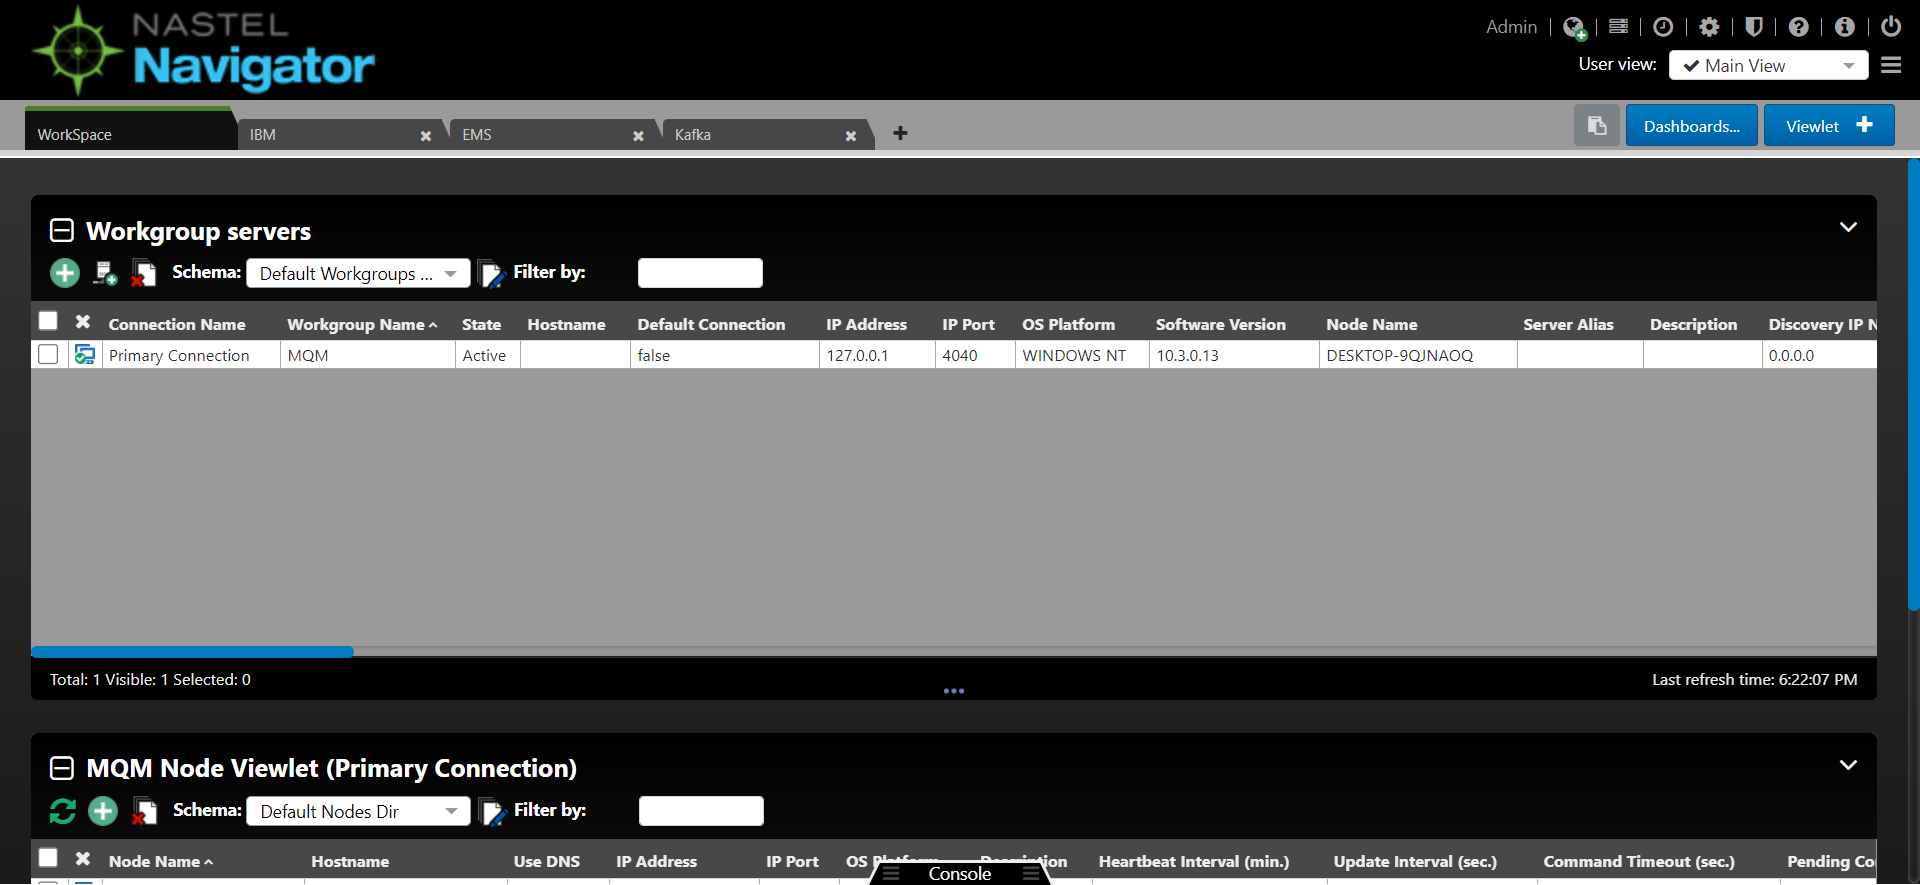 NASTEL
Navigator
Admin
User view: Main View
WorkSpace IBM EMS Kafka
Dashboards... Viewlet
Workgroup servers
Schema: Default Workgroups ... Filter by:
Connection Name Workgroup Name State Hostname Default Connection IP Address IP Port OS Platform Software Version Node Name Server Alias Description Discovery IP N
Primary Connection MQM Active false 127.0.0.1 4040 WINDOWS NT 10.3.0.13 DESKTOP-9QJNAOQ 0.0.0.0
Total: 1 Visible: 1 Selected: 0
Last refresh time: 6:22:07 PM
MQM Node Viewlet (Primary Connection)
Schema: Default Nodes Dir Filter by:
Node Name Hostname Use DNS IP Address IP Port OS Platform Description Heartbeat Interval (min.) Update Interval (sec.) Command Timeout (sec.) Pending Co
Console